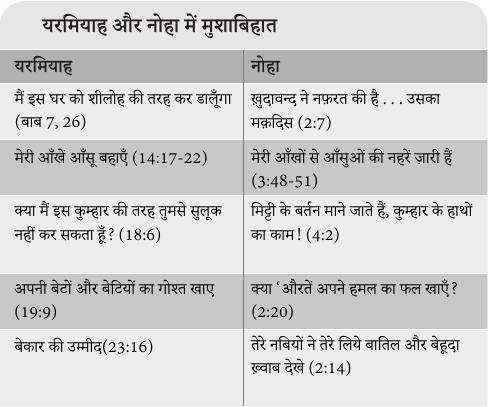 यरमियाह और नोहा में मुशाबिहात
यरमियाह
नोहा
मैं इस घर को शीलोह की तरह कर डालूँगा
(बाब 7, 26)
ख़ुदावन्द ने नफ़रत की है . . . उसका
मक़दिस (2:7)
मेरी आँखें आँसू बहाएँ (14:17-22)
मेरी आँखों से आँसुओं की नहरें ज़ारी हैं
(3:48-51)
क्या मैं इस कुम्हार की तरह तुमसे सुलूक
नहीं कर सकता हूँ? (18:6)
मिट्टी के बर्तन माने जाते हैं, कुम्हार के हाथों
का काम! (4:2)
अपनी बेटों और बेटियों का गोश्त खाए
(19:9)
क्या ‘औरतें अपने हमल का फल खाएँ?
(2:20)
बेकार की उम्मीद(23:16)
तेरे नबियों ने तेरे लिये बातिल और बेहूदा
ख़्वाब देखे (2:14)